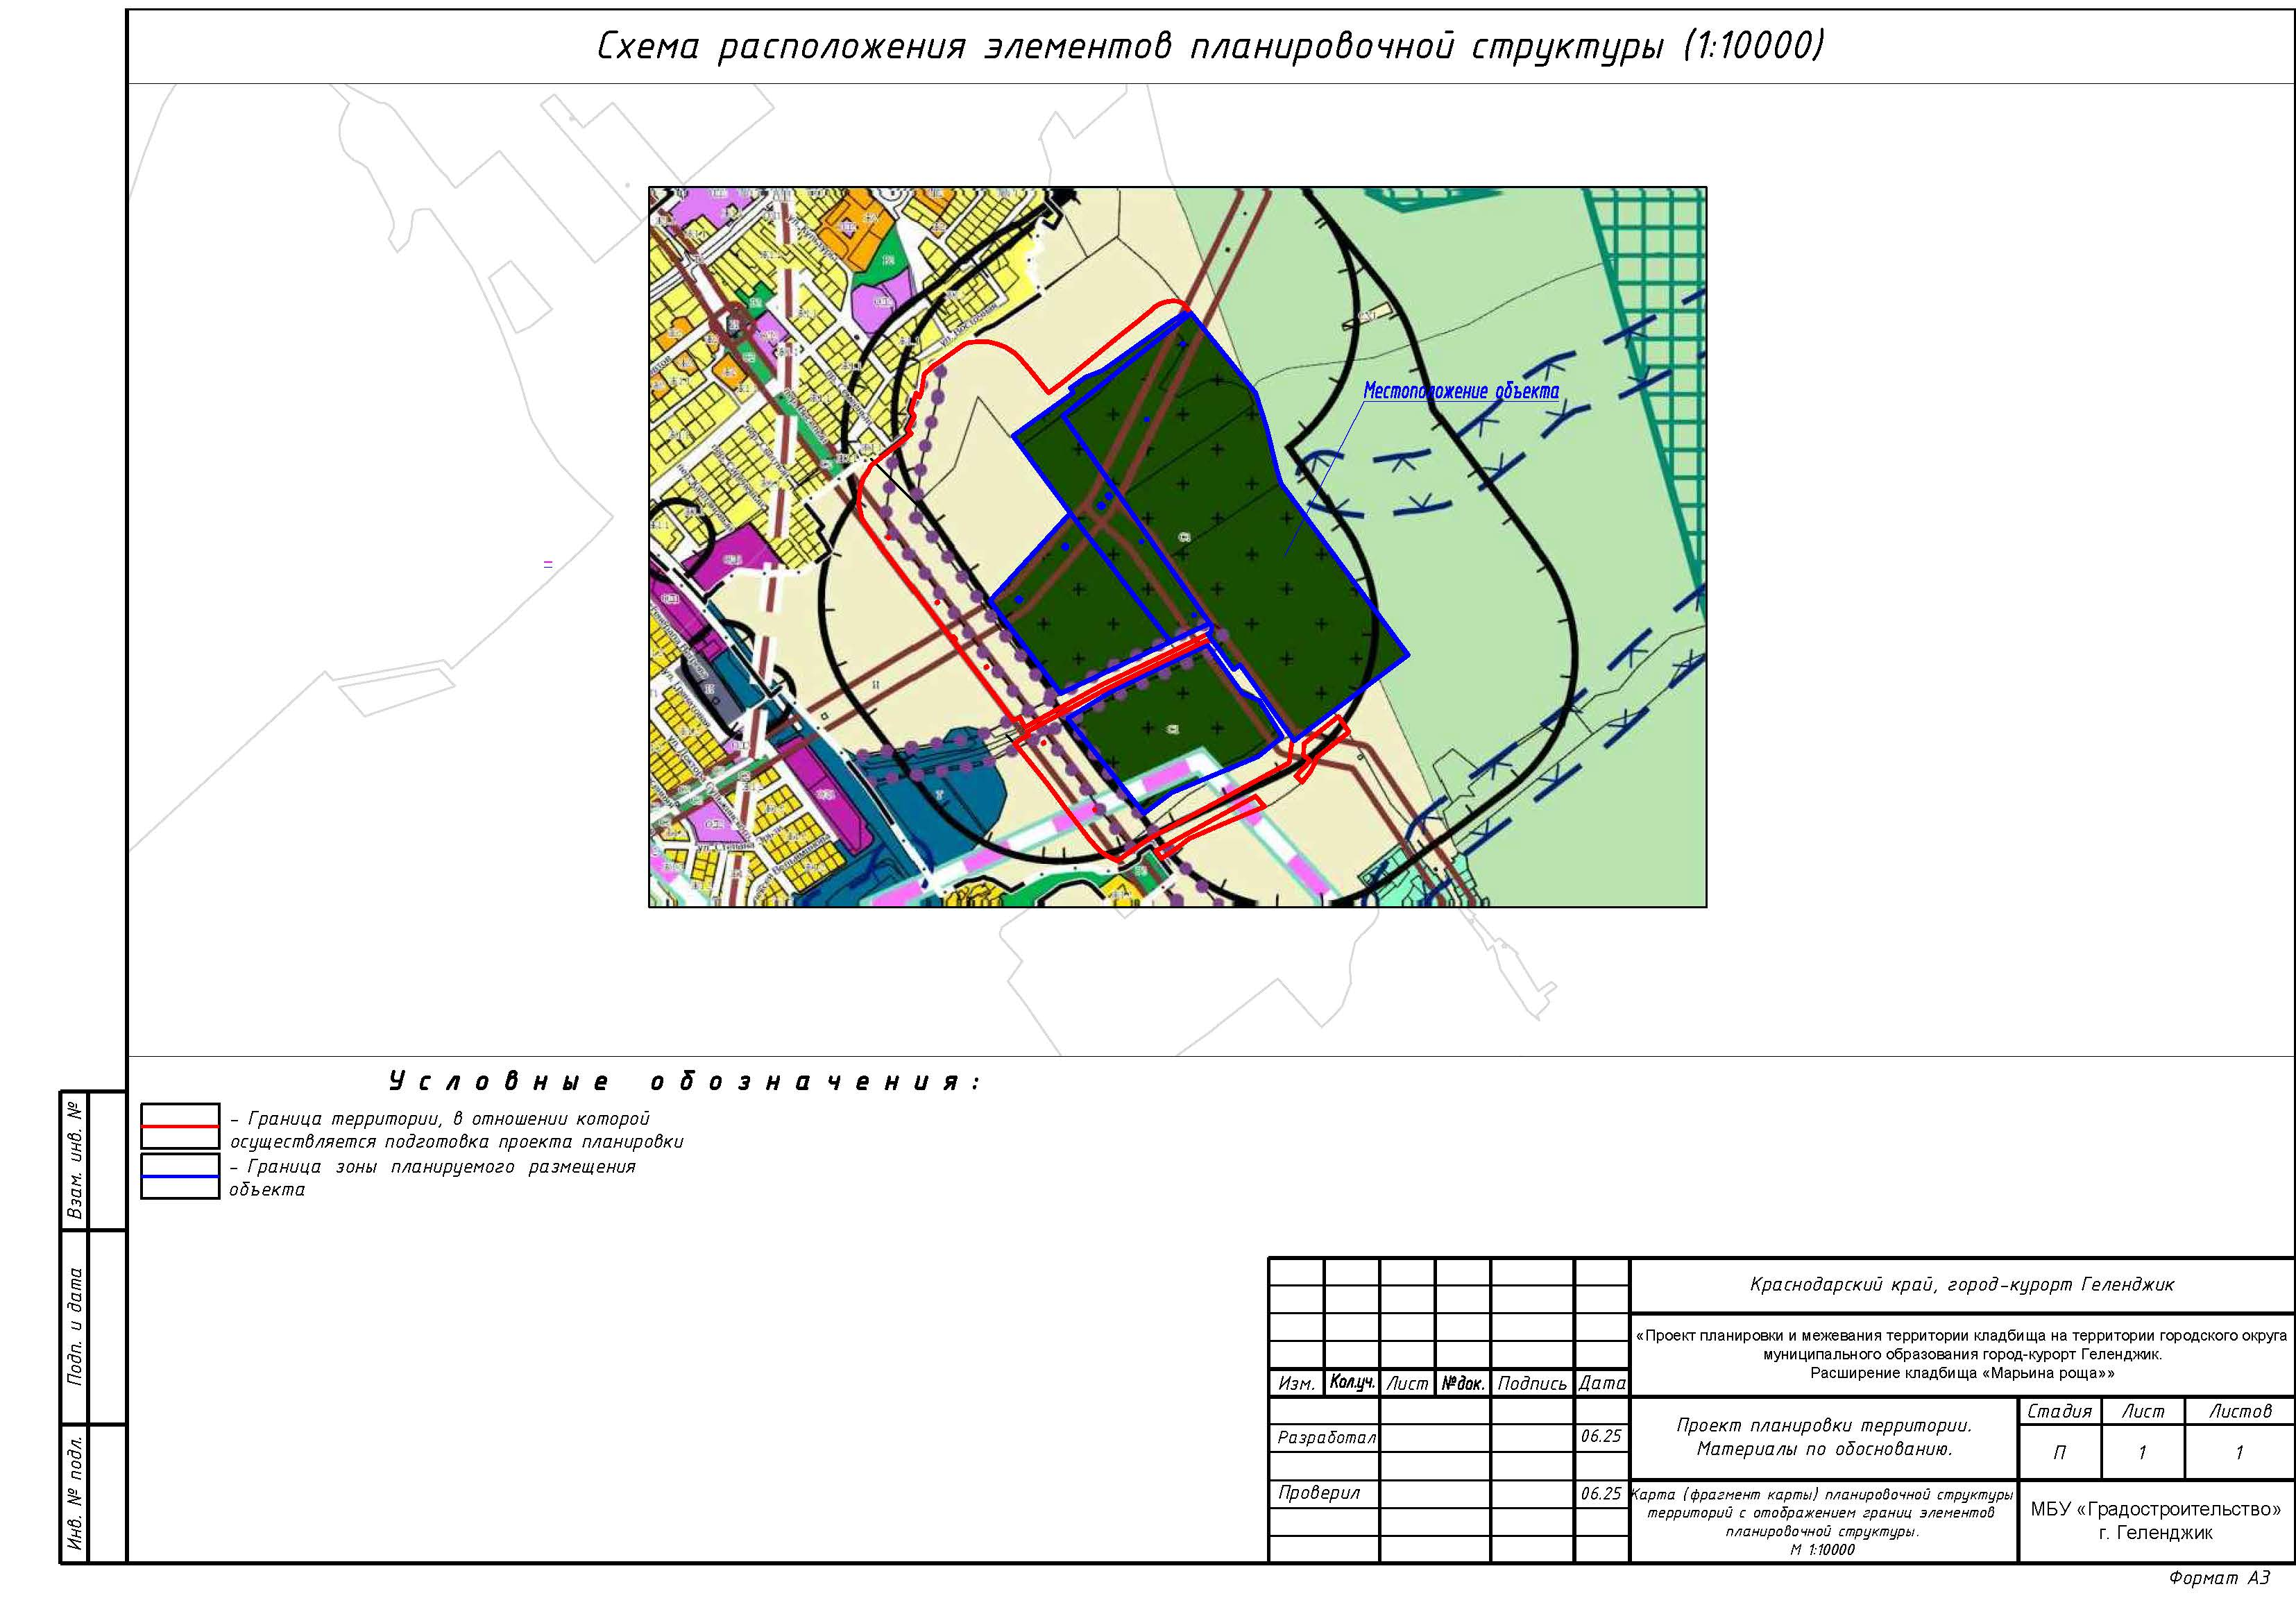 Схема расположения элементов планировочной структуры (1:10000)
Местоположение объекта
ул. Восточная
С1
С1
П
Т
Условные обозначения:
– Граница территории, в отношении которой
осуществляется подготовка проекта планировки
– Граница зоны планируемого размещения
объекта
Взам. инв. №
Подп. и дата
Инв. № подл.
Краснодарский край, город-курорт Геленджик
«Проект планировки и межевания территории кладбища на территории городского округа
муниципального образования город-курорт Геленджик.
Расширение кладбища «Марьина роща»»
Изм. Кол.уч. Лист №док. Подпись Дата
Разработал 06.25
Проверил 06.25
Проект планировки территории.
Материалы по обоснованию.
Стадия Лист Листов
П 1 1
Карта (фрагмент карты) планировочной структуры
территорий с отображением границ элементов
планировочной структуры.
М 1:10000
МБУ «Градостроительство»
г. Геленджик
Формат А3